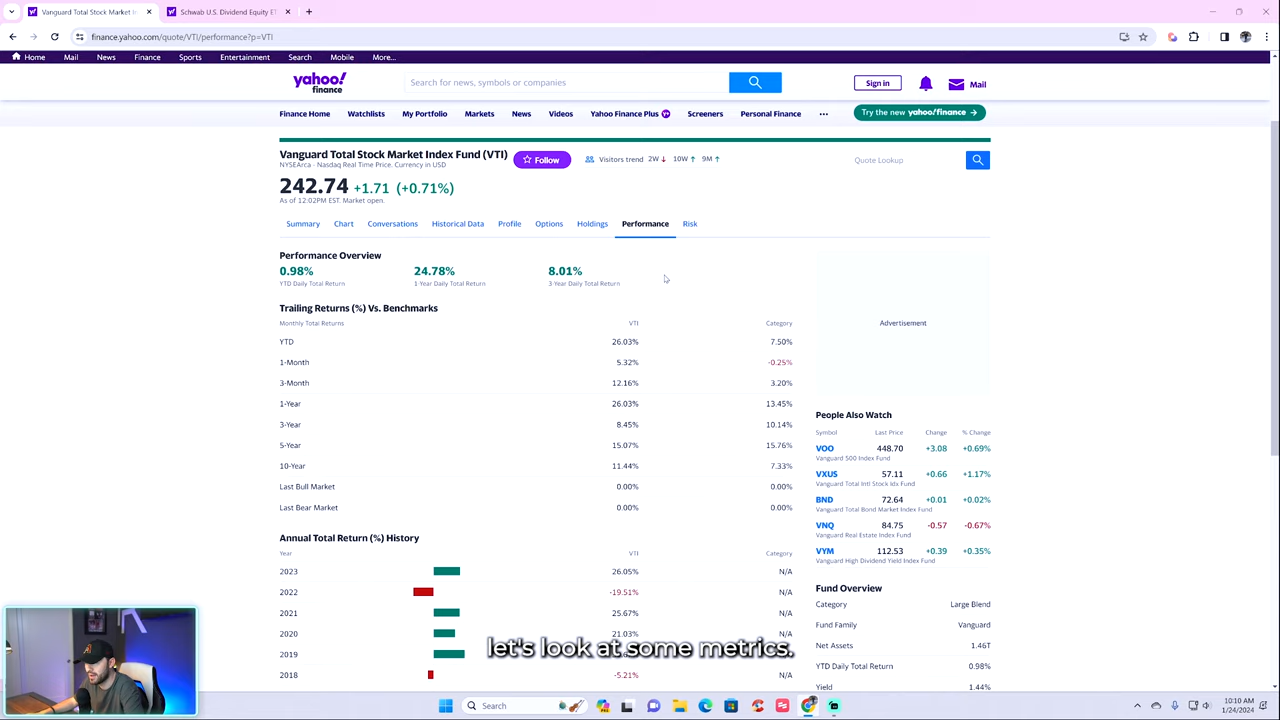 Vanguard Total Stock Market In
Schwab U.S. Dividend Equity ET
finance.yahoo.com/quote/VTI/performance?p=VTI
Home Mail News Finance Sports Entertainment Search Mobile More...
yahoo!
finance
Search for news, symbols or companies
Sign in
Mail
Finance Home Watchlists My Portfolio Markets News Videos Yahoo Finance Plus Screeners Personal Finance ...
Try the new yahoo!finance →
Vanguard Total Stock Market Index Fund (VTI)
Follow
Visitors trend 2W ↓ 10W ↑ 9M ↑
Quote Lookup
NYSEArca - Nasdaq Real Time Price. Currency in USD
242.74 +1.71 (+0.71%)
As of 12:02PM EST. Market open.
Summary Chart Conversations Historical Data Profile Options Holdings Performance Risk
Performance Overview
0.98% 24.78% 8.01%
YTD Daily Total Return 1-Year Daily Total Return 3-Year Daily Total Return
Trailing Returns (%) Vs. Benchmarks
Monthly Total Returns VTI Category
YTD 26.03% 7.50%
1-Month 5.32% -0.25%
3-Month 12.16% 3.20%
1-Year 26.03% 13.45%
3-Year 8.45% 10.14%
5-Year 15.07% 15.76%
10-Year 11.44% 7.33%
Last Bull Market 0.00% 0.00%
Last Bear Market 0.00% 0.00%
Annual Total Return (%) History
Year VTI Category
2023 26.05% N/A
2022 -19.51% N/A
2021 25.67% N/A
2020 21.03% N/A
2019 N/A
2018 -5.21% N/A
Advertisement
People Also Watch
Symbol Last Price Change % Change
VOO 448.70 +3.08 +0.69%
Vanguard 500 Index Fund
VXUS 57.11 +0.66 +1.17%
Vanguard Total Intl Stock Idx Fund
BND 72.64 +0.01 +0.02%
Vanguard Total Bond Market Index Fund
VNQ 84.75 -0.57 -0.67%
Vanguard Real Estate Index Fund
VYM 112.53 +0.39 +0.35%
Vanguard High Dividend Yield Index Fund
Fund Overview
Category Large Blend
Fund Family Vanguard
Net Assets 1.46T
YTD Daily Total Return 0.98%
Yield 1.44%
let's look at some metrics.
Search
10:10 AM
1/24/2024